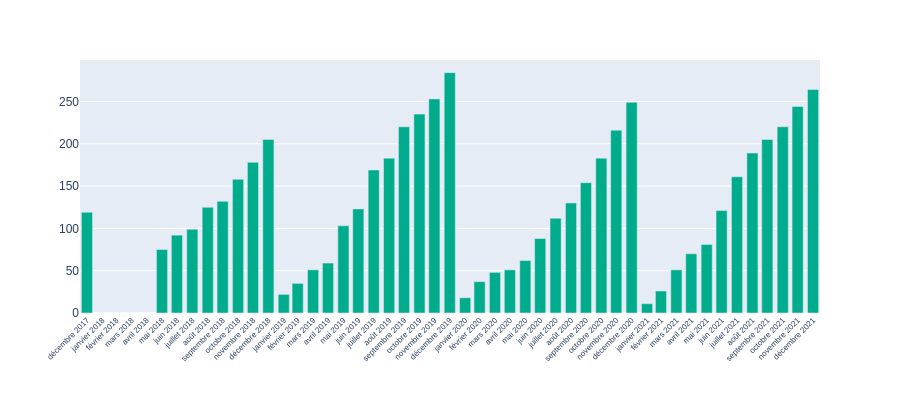 250
200
150
100
50
0
décembre 2017
janvier 2018
février 2018
mars 2018
avril 2018
mai 2018
juin 2018
juillet 2018
août 2018
septembre 2018
octobre 2018
novembre 2018
décembre 2018
janvier 2019
février 2019
mars 2019
avril 2019
mai 2019
juin 2019
juillet 2019
août 2019
septembre 2019
octobre 2019
novembre 2019
décembre 2019
janvier 2020
février 2020
mars 2020
avril 2020
mai 2020
juin 2020
juillet 2020
août 2020
septembre 2020
octobre 2020
novembre 2020
décembre 2020
janvier 2021
février 2021
mars 2021
avril 2021
mai 2021
juin 2021
juillet 2021
août 2021
septembre 2021
octobre 2021
novembre 2021
décembre 2021